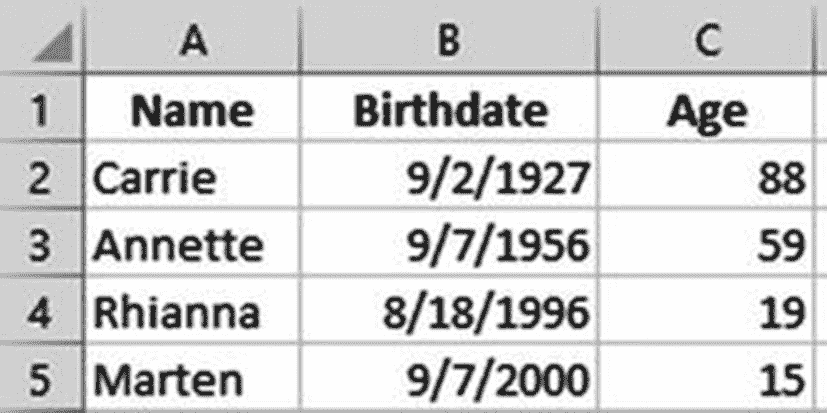 A B C
1 Name Birthdate Age
2 Carrie 9/2/1927 88
3 Annette 9/7/1956 59
4 Rhianna 8/18/1996 19
5 Marten 9/7/2000 15